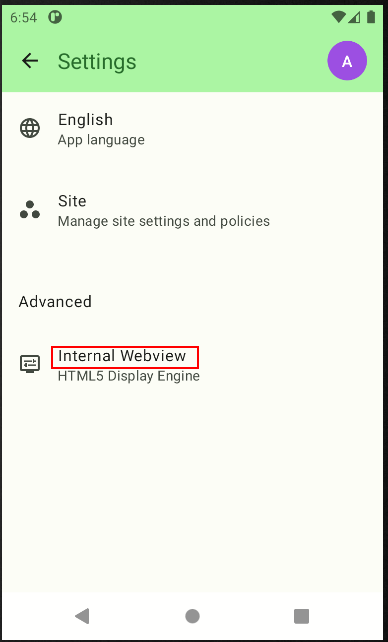 6:54
Settings
A
English
App language
Site
Manage site settings and policies
Advanced
Internal Webview
HTML5 Display Engine